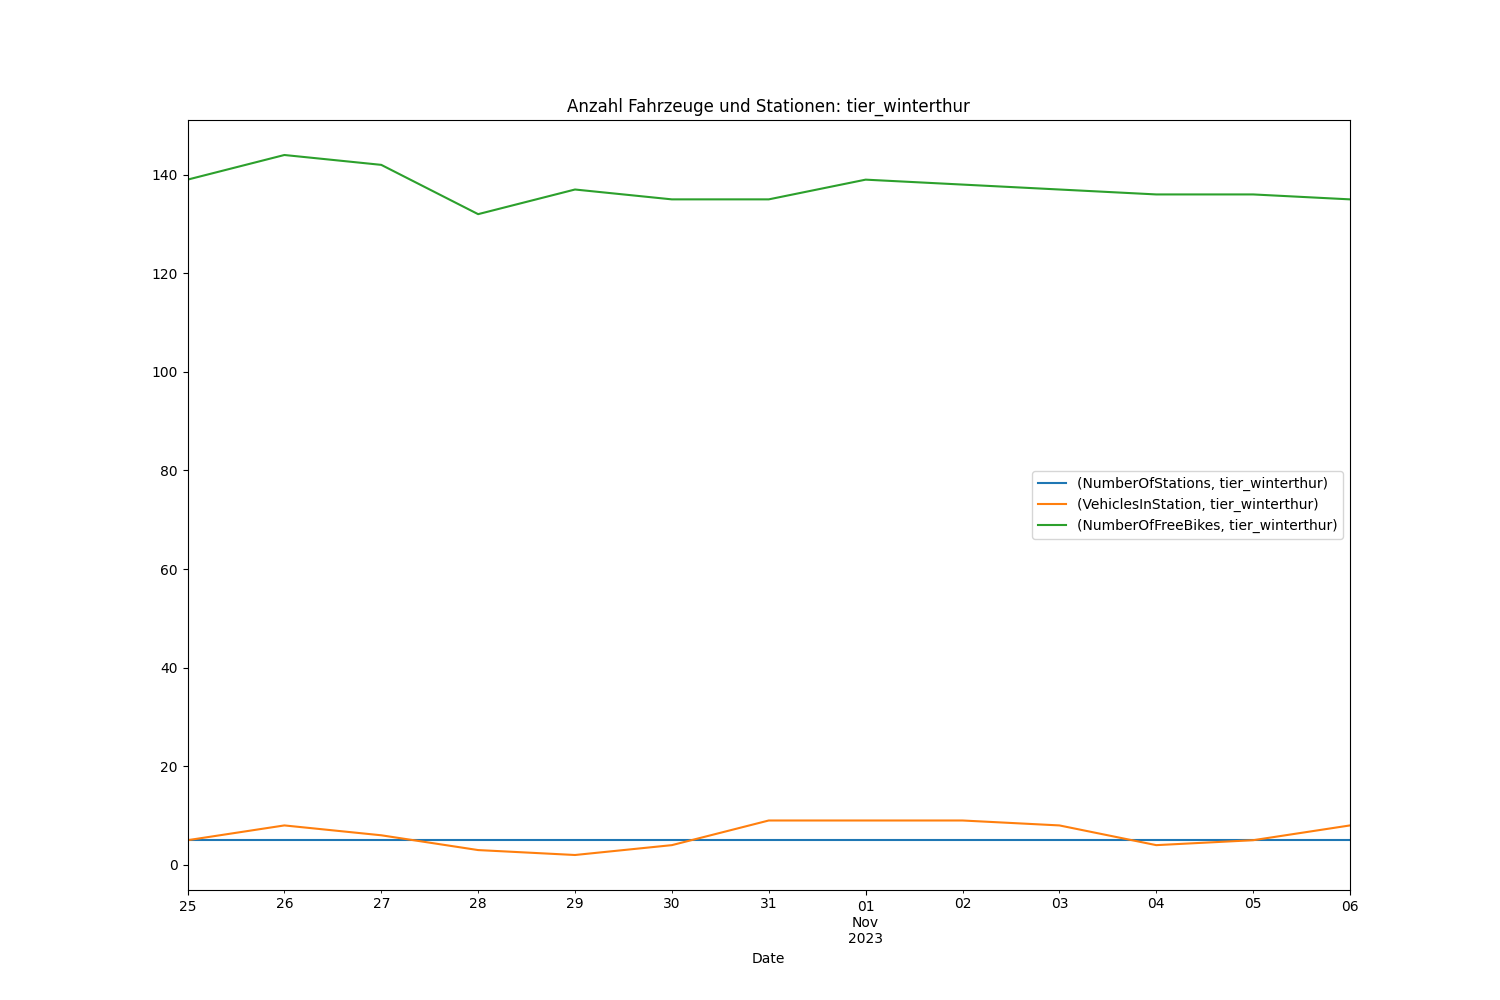 Anzahl Fahrzeuge und Stationen: tier_winterthur
140
120
100
80
60
40
20
0
(NumberOfStations, tier_winterthur)
(VehiclesInStation, tier_winterthur)
(NumberOfFreeBikes, tier_winterthur)
25 26 27 28 29 30 31 01 02 03 04 05 06
Nov
2023
Date